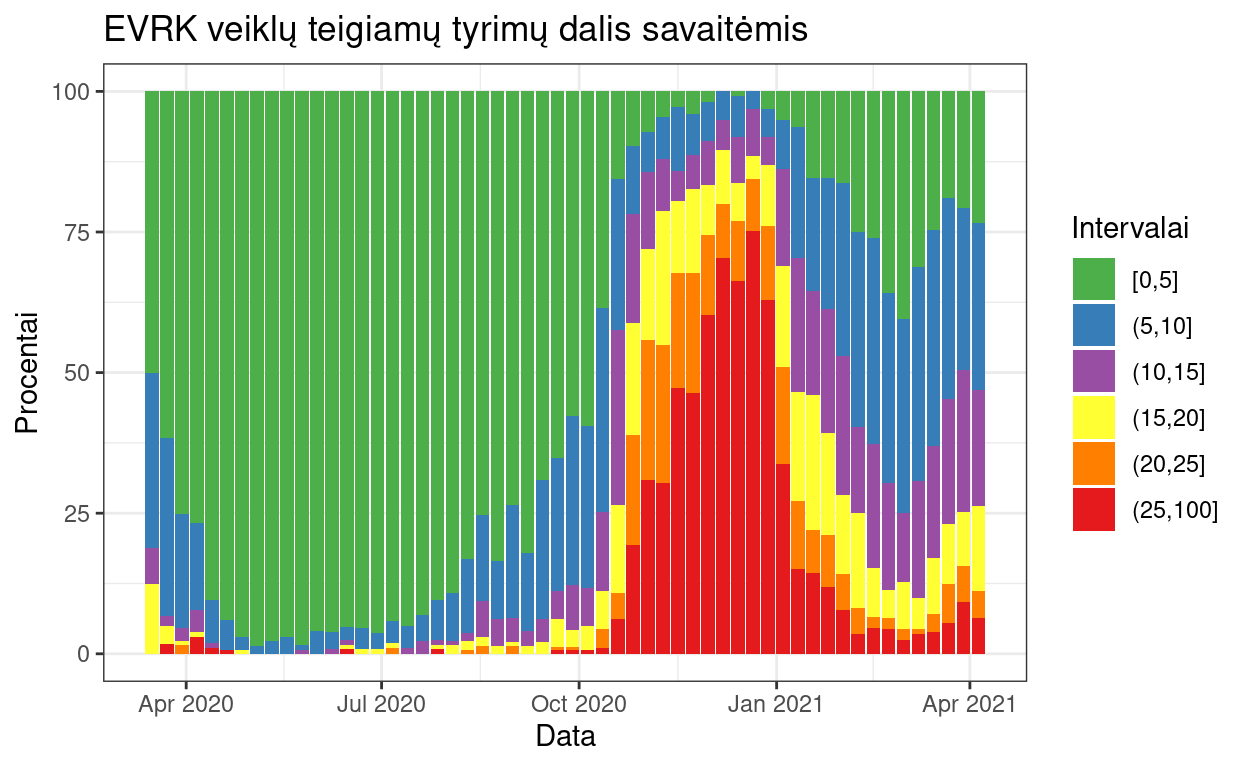 EVRK veiklų teigiamų tyrimų dalis savaitėmis
Procentai
100
75
50
25
0
Apr 2020
Jul 2020
Oct 2020
Jan 2021
Apr 2021
Data
Intervalai
[0,5]
(5,10]
(10,15]
(15,20]
(20,25]
(25,100]